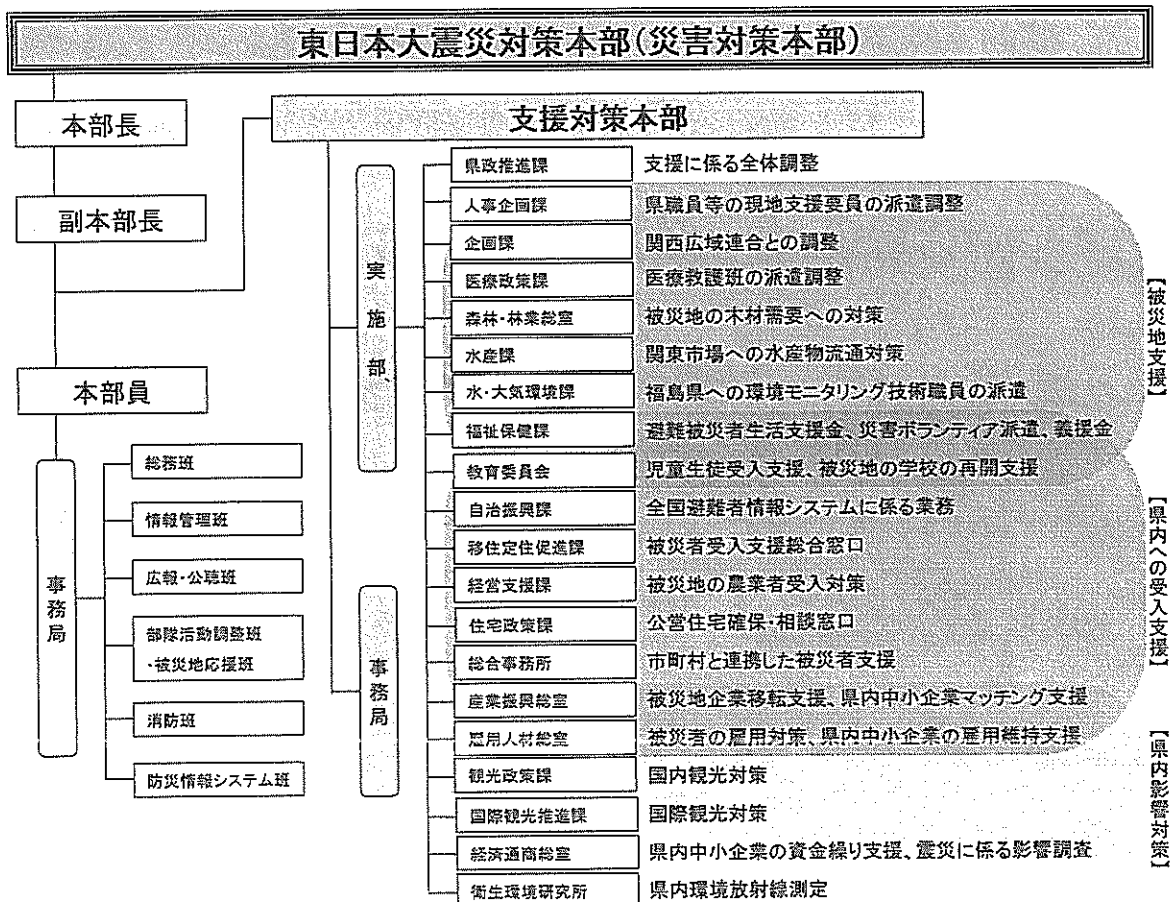 東日本大震災対策本部(災害対策本部)
本部長
副本部長
本部員
事務局
総務班
情報管理班
広報・公聴班
部隊活動調整班
・被災地応援班
消防班
防災情報システム班
支援対策本部
実施部、
事務局
県政推進課 支援に係る全体調整
人事企画課 県職員等の現地支援要員の派遣調整
企画課 関西広域連合との調整
医療政策課 医療救護班の派遣調整
森林・林業総室 被災地の木材需要への対策
水産課 関東市場への水産物流通対策
水・大気環境課 福島県への環境モニタリング技術職員の派遣
福祉保健課 避難被災者生活支援金、災害ボランティア派遣、義援金
教育委員会 児童生徒受入支援、被災地の学校の再開支援
自治振興課 全国避難者情報システムに係る業務
移住定住促進課 被災者受入支援総合窓口
経営支援課 被災地の農業者受入対策
住宅政策課 公営住宅確保・相談窓口
総合事務所 市町村と連携した被災者支援
産業振興総室 被災地企業移転支援、県内中小企業マッチング支援
雇用人材総室 被災者の雇用対策、県内中小企業の雇用維持支援
観光政策課 国内観光対策
国際観光推進課 国際観光対策
経済通商総室 県内中小企業の資金繰り支援、震災に係る影響調査
衛生環境研究所 県内環境放射線測定
【被災地支援】
【県内への受入支援】
【県内影響対策】